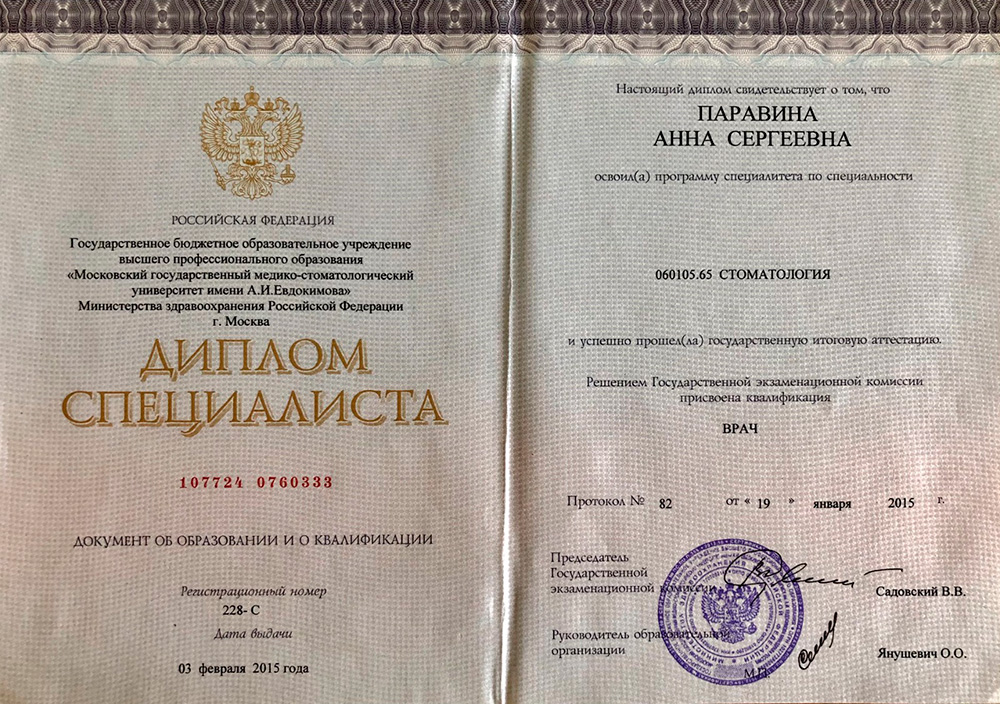 РОССИЙСКАЯ ФЕДЕРАЦИЯ
Государственное бюджетное образовательное учреждение
высшего профессионального образования
«Московский государственный медико-стоматологический
университет имени А.И.Евдокимова»
Министерства здравоохранения Российской Федерации
г. Москва
ДИПЛОМ
СПЕЦИАЛИСТА
107724 0760333
ДОКУМЕНТ ОБ ОБРАЗОВАНИИ И О КВАЛИФИКАЦИИ
Регистрационный номер
228- С
Дата выдачи
03 февраля 2015 года
Настоящий диплом свидетельствует о том, что
ПАРАВИНА
АННА СЕРГЕЕВНА
освоил(а) программу специалитета по специальности
060105.65 СТОМАТОЛОГИЯ
и успешно прошел(ла) государственную итоговую аттестацию.
Решением Государственной экзаменационной комиссии
присвоена квалификация
ВРАЧ
Протокол № 82 от « 19 » января 2015 г.
Председатель
Государственной
экзаменационной комиссии
Садовский В.В.
Руководитель образовательной
организации
Янушевич О.О.
М.П.